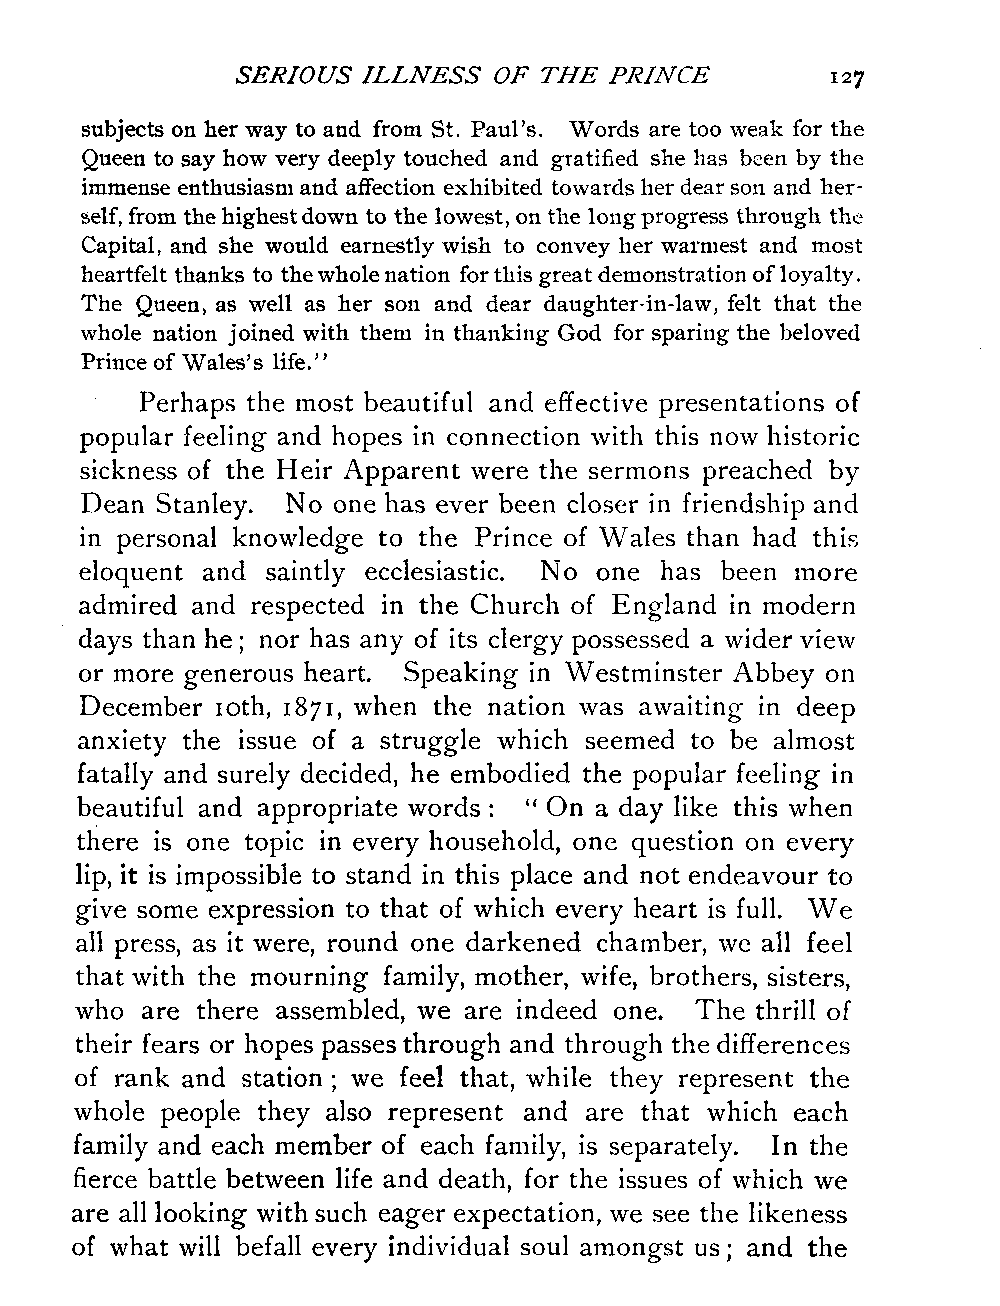 SERIOUS ILLNESS OF THE PRINCE 127
subjects on her way to and from St. Paul's. Words are too weak for the
Queen to say how very deeply touched and gratified she has been by the
immense enthusiasm and affection exhibited towards her dear son and her-
self, from the highest down to the lowest, on the long progress through the
Capital, and she would earnestly wish to convey her warmest and most
heartfelt thanks to the whole nation for this great demonstration of loyalty.
The Queen, as well as her son and dear daughter-in-law, felt that the
whole nation joined with them in thanking God for sparing the beloved
Prince of Wales's life."
Perhaps the most beautiful and effective presentations of
popular feeling and hopes in connection with this now historic
sickness of the Heir Apparent were the sermons preached by
Dean Stanley. No one has ever been closer in friendship and
in personal knowledge to the Prince of Wales than had this
eloquent and saintly ecclesiastic. No one has been more
admired and respected in the Church of England in modern
days than he; nor has any of its clergy possessed a wider view
or more generous heart. Speaking in Westminster Abbey on
December 10th, 1871, when the nation was awaiting in deep
anxiety the issue of a struggle which seemed to be almost
fatally and surely decided, he embodied the popular feeling in
beautiful and appropriate words: "On a day like this when
there is one topic in every household, one question on every
lip, it is impossible to stand in this place and not endeavour to
give some expression to that of which every heart is full. We
all press, as it were, round one darkened chamber, we all feel
that with the mourning family, mother, wife, brothers, sisters,
who are there assembled, we are indeed one. The thrill of
their fears or hopes passes through and through the differences
of rank and station; we feel that, while they represent the
whole people they also represent and are that which each
family and each member of each family, is separately. In the
fierce battle between life and death, for the issues of which we
are all looking with such eager expectation, we see the likeness
of what will befall every individual soul amongst us; and the